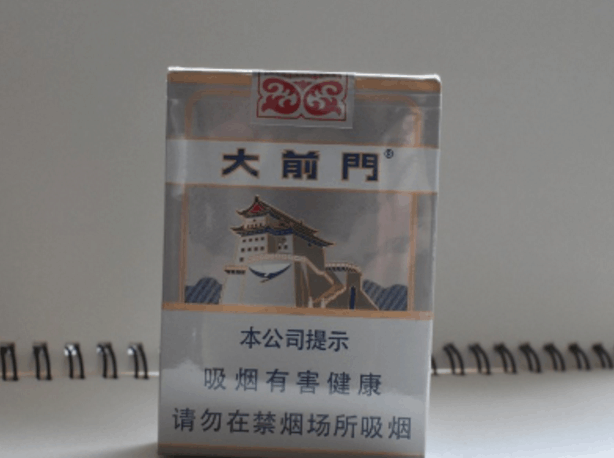 大前門®
本公司提示
吸烟有害健康
请勿在禁烟场所吸烟